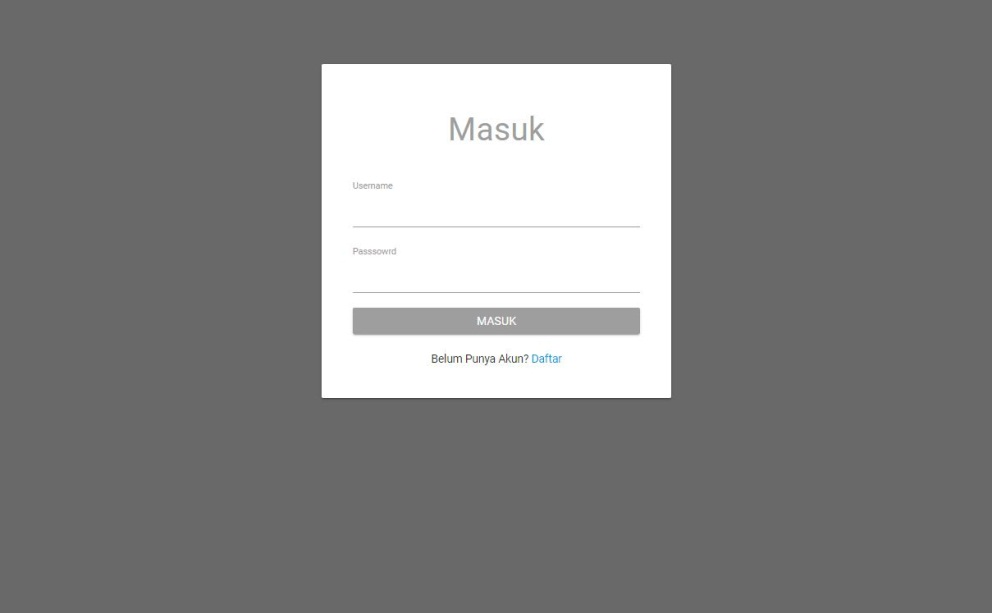 Masuk
Username
Passsowrd
MASUK
Belum Punya Akun? Daftar